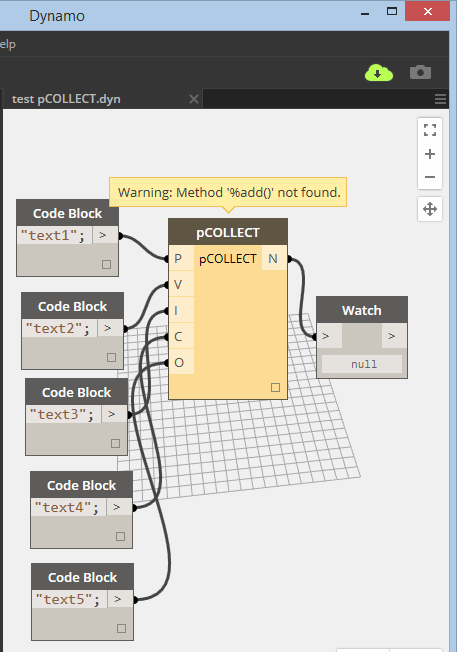 Dynamo
elp
test pCOLLECT.dyn
Warning: Method '%add()' not found.
Code Block
"text1"; >
pCOLLECT
P pCOLLECT N
V
I
C
O
Code Block
"text2"; >
Watch
> >
null
Code Block
"text3"; >
Code Block
"text4"; >
Code Block
"text5"; >